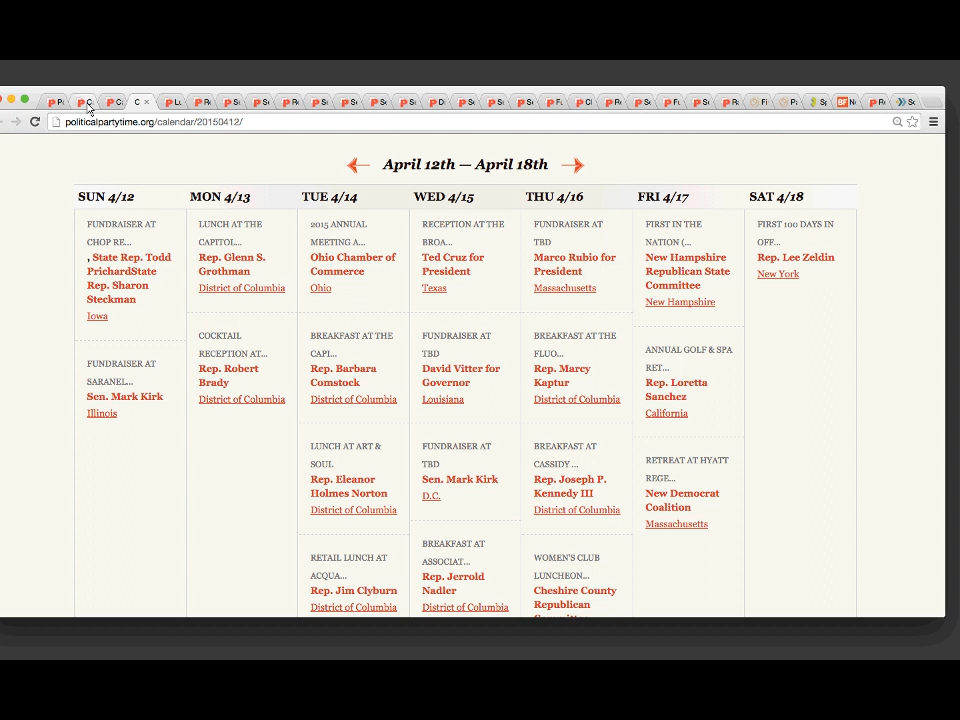 politicalpartytime.org/calendar/20150412/
April 12th — April 18th
SUN 4/12
MON 4/13
TUE 4/14
WED 4/15
THU 4/16
FRI 4/17
SAT 4/18
FUNDRAISER AT
CHOP RE...
, State Rep. Todd
PrichardState
Rep. Sharon
Steckman
Iowa
FUNDRAISER AT
SARANEL...
Sen. Mark Kirk
Illinois
LUNCH AT THE
CAPITOL...
Rep. Glenn S.
Grothman
District of Columbia
COCKTAIL
RECEPTION AT...
Rep. Robert
Brady
District of Columbia
2015 ANNUAL
MEETING A...
Ohio Chamber of
Commerce
Ohio
BREAKFAST AT THE
CAPI...
Rep. Barbara
Comstock
District of Columbia
LUNCH AT ART &
SOUL
Rep. Eleanor
Holmes Norton
District of Columbia
RETAIL LUNCH AT
ACQUA...
Rep. Jim Clyburn
District of Columbia
RECEPTION AT THE
BROA...
Ted Cruz for
President
Texas
FUNDRAISER AT
TBD
David Vitter for
Governor
Louisiana
FUNDRAISER AT
TBD
Sen. Mark Kirk
D.C.
BREAKFAST AT
ASSOCIAT...
Rep. Jerrold
Nadler
District of Columbia
FUNDRAISER AT
TBD
Marco Rubio for
President
Massachusetts
BREAKFAST AT THE
FLUO...
Rep. Marcy
Kaptur
District of Columbia
BREAKFAST AT
CASSIDY ...
Rep. Joseph P.
Kennedy III
District of Columbia
WOMEN'S CLUB
LUNCHEON...
Cheshire County
Republican
FIRST IN THE
NATION (...
New Hampshire
Republican State
Committee
New Hampshire
ANNUAL GOLF & SPA
RET...
Rep. Loretta
Sanchez
California
RETREAT AT HYATT
REGE...
New Democrat
Coalition
Massachusetts
FIRST 100 DAYS IN
OFF...
Rep. Lee Zeldin
New York